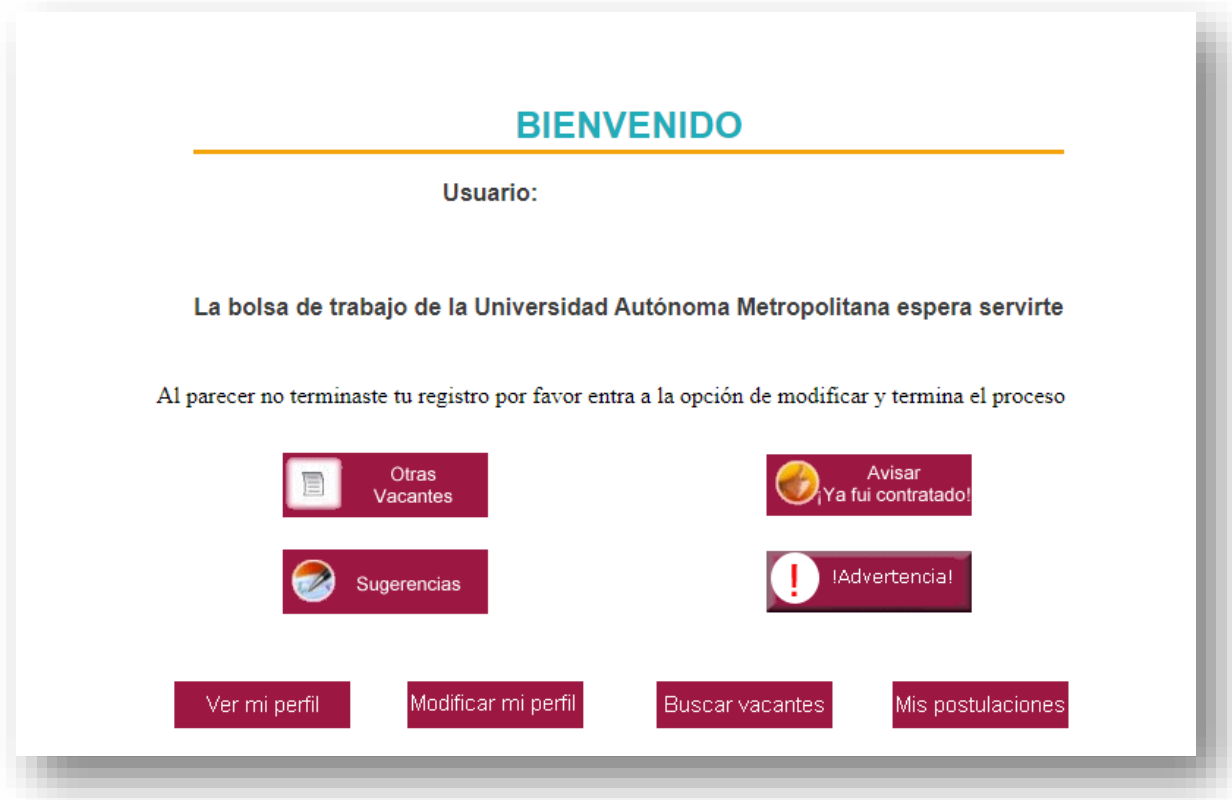 BIENVENIDO
Usuario:
La bolsa de trabajo de la Universidad Autónoma Metropolitana espera servirte
Al parecer no terminaste tu registro por favor entra a la opción de modificar y termina el proceso
Otras
Vacantes
Avisar
¡Ya fui contratado!
Sugerencias
!Advertencia!
Ver mi perfil
Modificar mi perfil
Buscar vacantes
Mis postulaciones